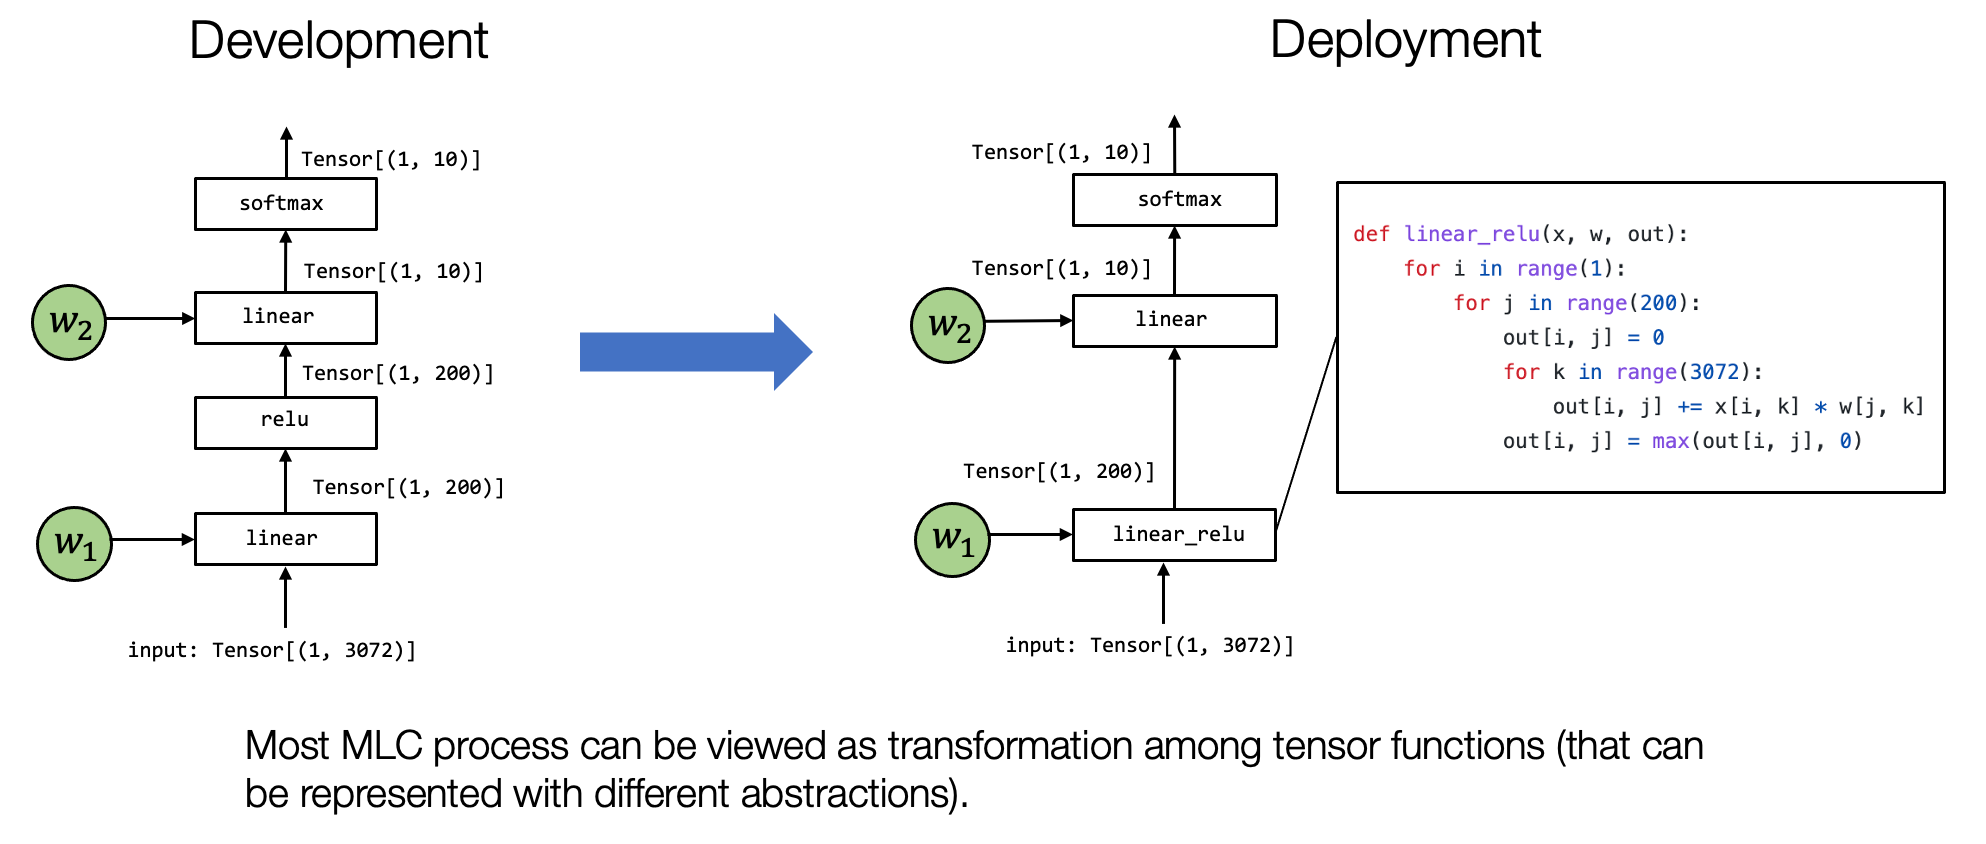 Development
Tensor[(1, 10)]
softmax
Tensor[(1, 10)]
w2
linear
Tensor[(1, 200)]
relu
Tensor[(1, 200)]
w1
linear
input: Tensor[(1, 3072)]
Deployment
Tensor[(1, 10)]
softmax
Tensor[(1, 10)]
w2
linear
Tensor[(1, 200)]
w1
linear_relu
input: Tensor[(1, 3072)]
def linear_relu(x, w, out):
    for i in range(1):
        for j in range(200):
            out[i, j] = 0
            for k in range(3072):
                out[i, j] += x[i, k] * w[j, k]
            out[i, j] = max(out[i, j], 0)
Most MLC process can be viewed as transformation among tensor functions (that can
be represented with different abstractions).